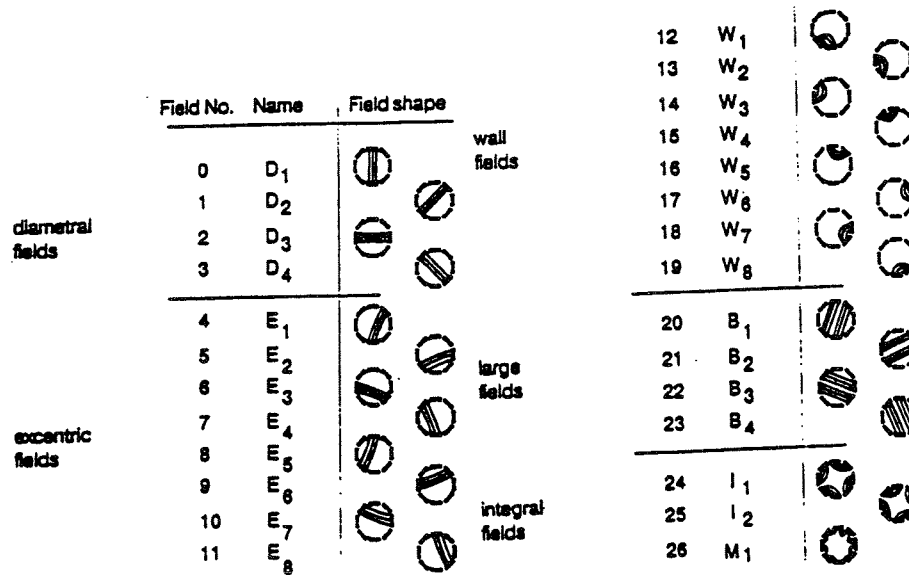 Field No. Name Field shape
diametral
fields
0 D1
1 D2
2 D3
3 D4
excentric
fields
4 E1
5 E2
6 E3
7 E4
8 E5
9 E6
10 E7
11 E8
wall
fields
12 W1
13 W2
14 W3
15 W4
16 W5
17 W6
18 W7
19 W8
large
fields
20 B1
21 B2
22 B3
23 B4
integral
fields
24 I1
25 I2
26 M1